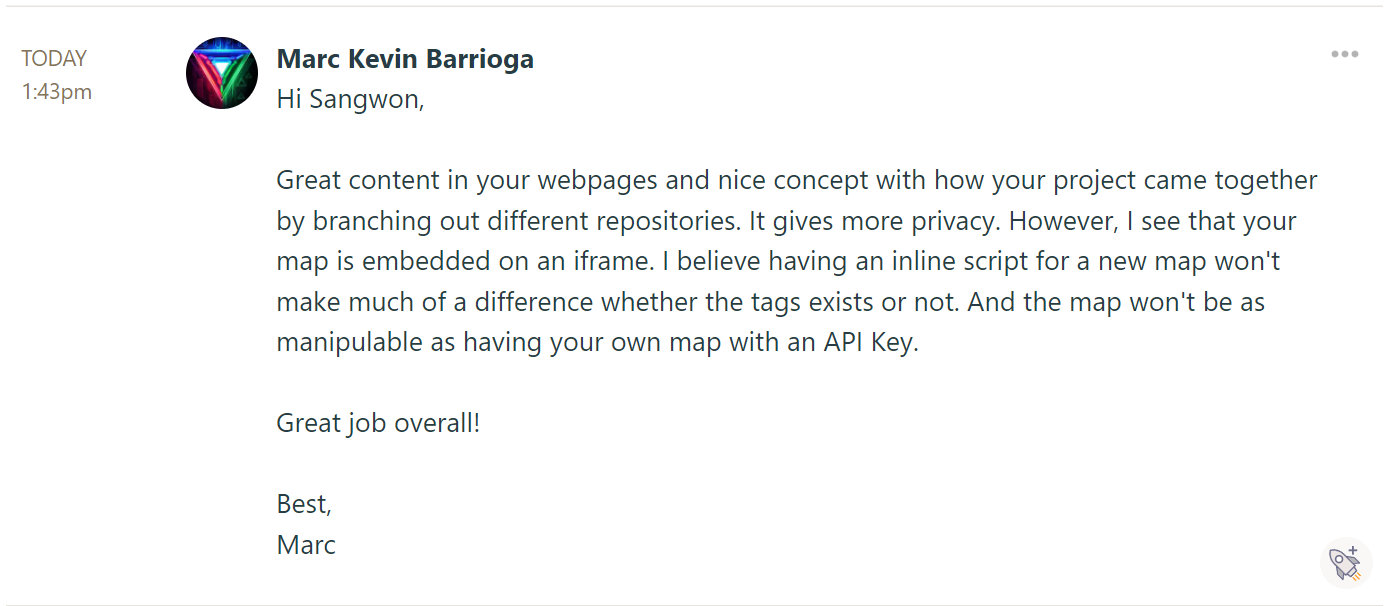 TODAY
1:43pm
Marc Kevin Barrioga
Hi Sangwon,
Great content in your webpages and nice concept with how your project came together
by branching out different repositories. It gives more privacy. However, I see that your
map is embedded on an iframe. I believe having an inline script for a new map won't
make much of a difference whether the tags exists or not. And the map won't be as
manipulable as having your own map with an API Key.
Great job overall!
Best,
Marc